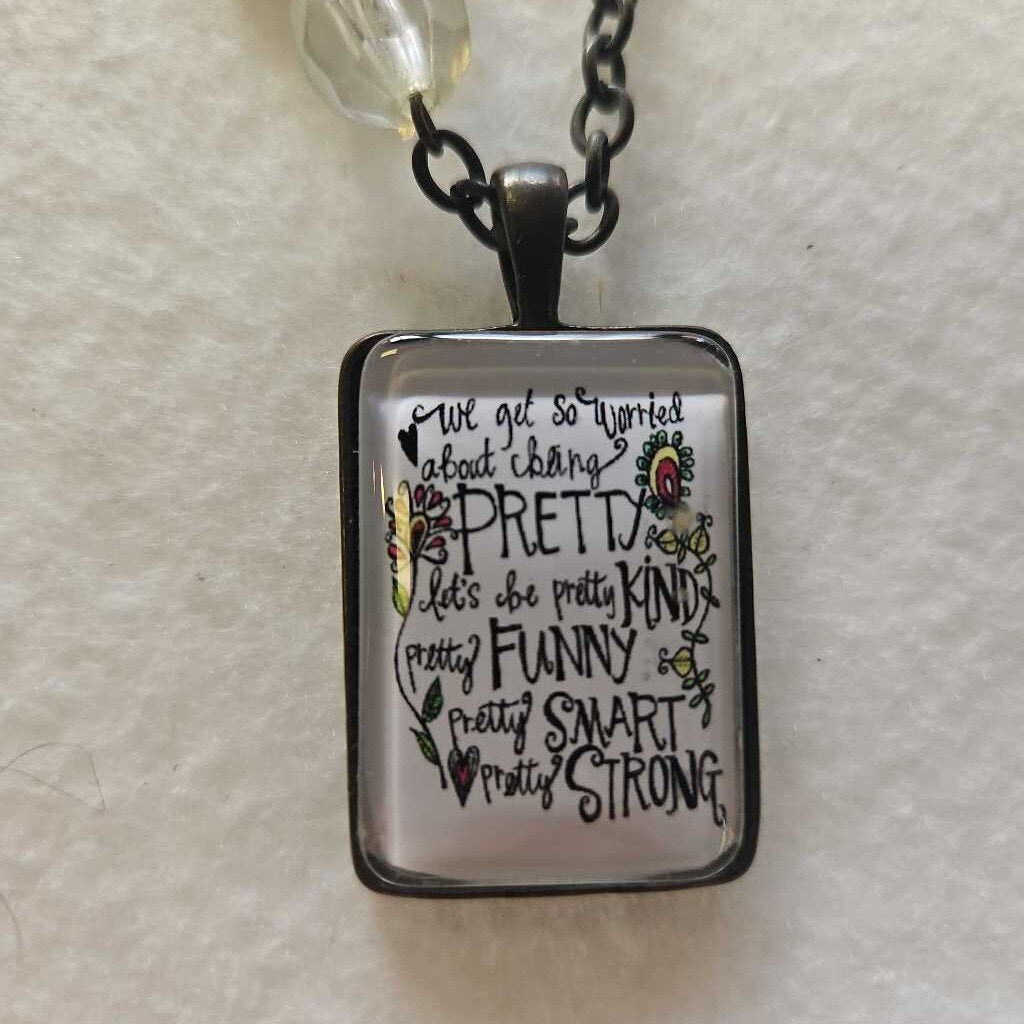 we get so worried
about being
PRETTY
let's be pretty KIND
pretty FUNNY
pretty SMART
pretty STRONG,